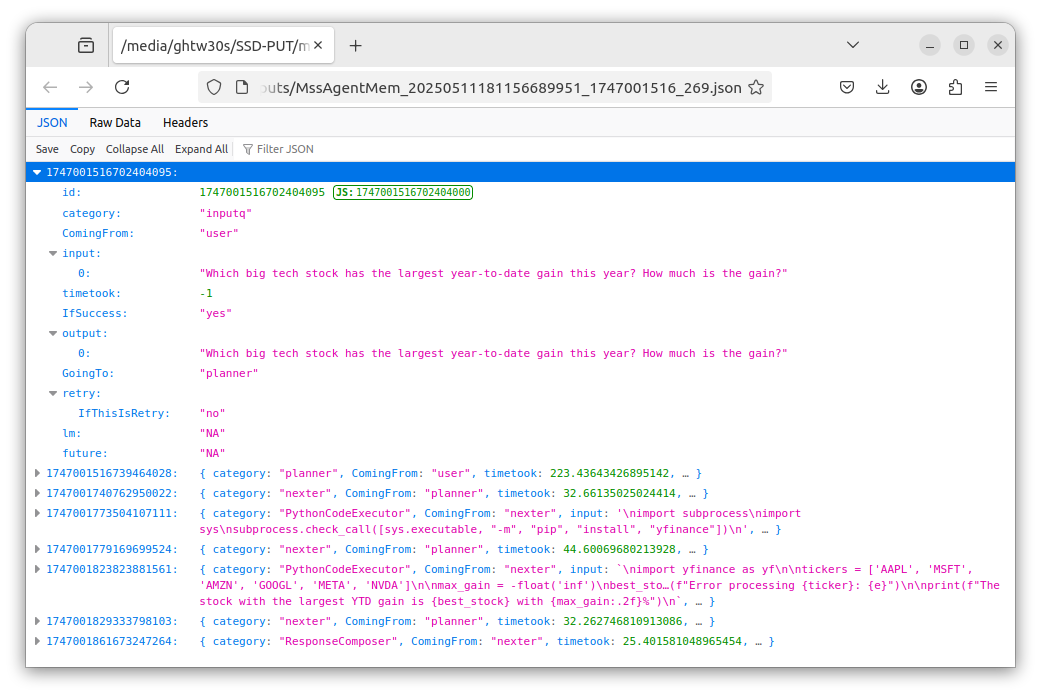 /media/ghtw30s/SSD-PUT/m
outs/MssAgentMem_20250511181156689951_1747001516_269.json
JSON Raw Data Headers
Save Copy Collapse All Expand All Filter JSON
1747001516702404095:
id: 1747001516702404095 JS:1747001516702404000
category: "inputq"
ComingFrom: "user"
input:
0: "Which big tech stock has the largest year-to-date gain this year? How much is the gain?"
timetook: -1
IfSuccess: "yes"
output:
0: "Which big tech stock has the largest year-to-date gain this year? How much is the gain?"
GoingTo: "planner"
retry:
IfThisIsRetry: "no"
lm: "NA"
future: "NA"
1747001516739464028: { category: "planner", ComingFrom: "user", timetook: 223.43643426895142, … }
1747001740762950022: { category: "nexter", ComingFrom: "planner", timetook: 32.66135025024414, … }
1747001773504107111: { category: "PythonCodeExecutor", ComingFrom: "nexter", input: '\nimport subprocess\nimport
sys\nsubprocess.check_call([sys.executable, "-m", "pip", "install", "yfinance"])\n', … }
1747001779169699524: { category: "nexter", ComingFrom: "planner", timetook: 44.60069680213928, … }
1747001823823881561: { category: "PythonCodeExecutor", ComingFrom: "nexter", input: `\nimport yfinance as yf\n\ntickers = ['AAPL', 'MSFT',
'AMZN', 'GOOGL', 'META', 'NVDA']\n\nmax_gain = -float('inf')\nbest_sto…(f"Error processing {ticker}: {e}")\n\nprint(f"The
stock with the largest YTD gain is {best_stock} with {max_gain:.2f}%")\n`, … }
1747001829333798103: { category: "nexter", ComingFrom: "planner", timetook: 32.262746810913086, … }
1747001861673247264: { category: "ResponseComposer", ComingFrom: "nexter", timetook: 25.401581048965454, … }